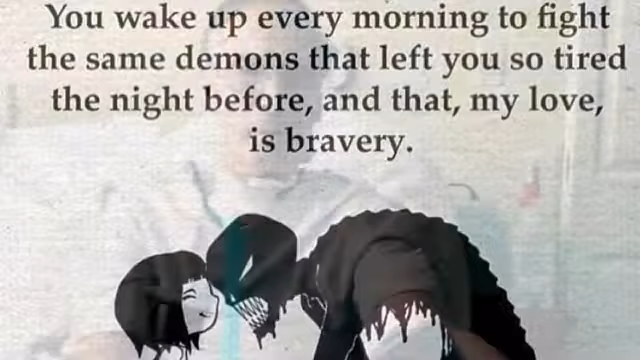 You wake up every morning to fight
the same demons that left you so tired
the night before, and that, my love,
is bravery.